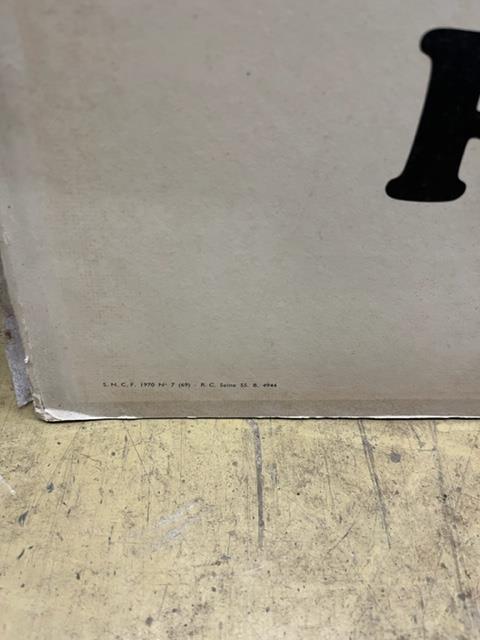 S. N. C. F. 1970 N° 7 (69) - R. C. Seine 55. B. 4944